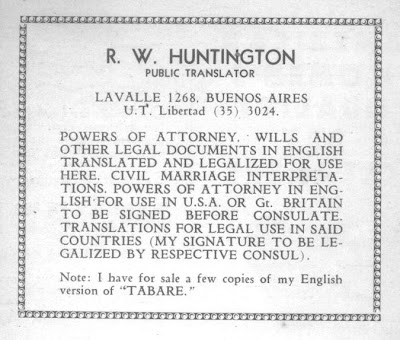 R. W. HUNTINGTON
PUBLIC TRANSLATOR
LAVALLE 1268, BUENOS AIRES
U.T. Libertad (35) 3024.
POWERS OF ATTORNEY, WILLS AND
OTHER LEGAL DOCUMENTS IN ENGLISH
TRANSLATED AND LEGALIZED FOR USE
HERE. CIVIL MARRIAGE INTERPRETA-
TIONS. POWERS OF ATTORNEY IN ENG-
LISH FOR USE IN U.S.A. OR Gt. BRITAIN
TO BE SIGNED BEFORE CONSULATE.
TRANSLATIONS FOR LEGAL USE IN SAID
COUNTRIES (MY SIGNATURE TO BE LE-
GALIZED BY RESPECTIVE CONSUL).
Note: I have for sale a few copies of my English
version of "TABARE."